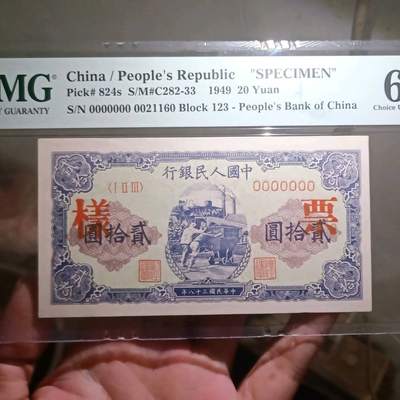 MG
Y GUARANTY
China / People's Republic "SPECIMEN"
Pick# 824s S/M#C282-33 1949 20 Yuan
S/N 0000000 0021160 Block 123 - People's Bank of China
6
Choice U
行銀民人國中
(I II III)
0000000
樣
票
圓拾貳
圓拾貳
年八十三國民華中